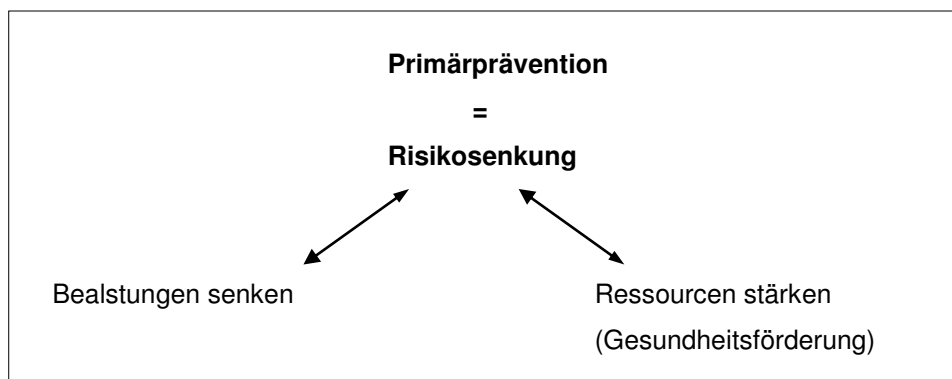 Primärprävention
=
Risikosenkung
Bealstungen senken
Ressourcen stärken
(Gesundheitsförderung)